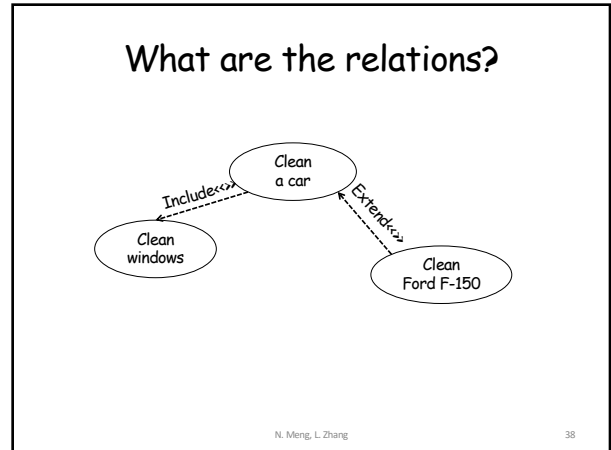 What are the relations?
Clean
a car
Include«»
Extend«»
Clean
windows
Clean
Ford F-150
N. Meng, L. Zhang
38